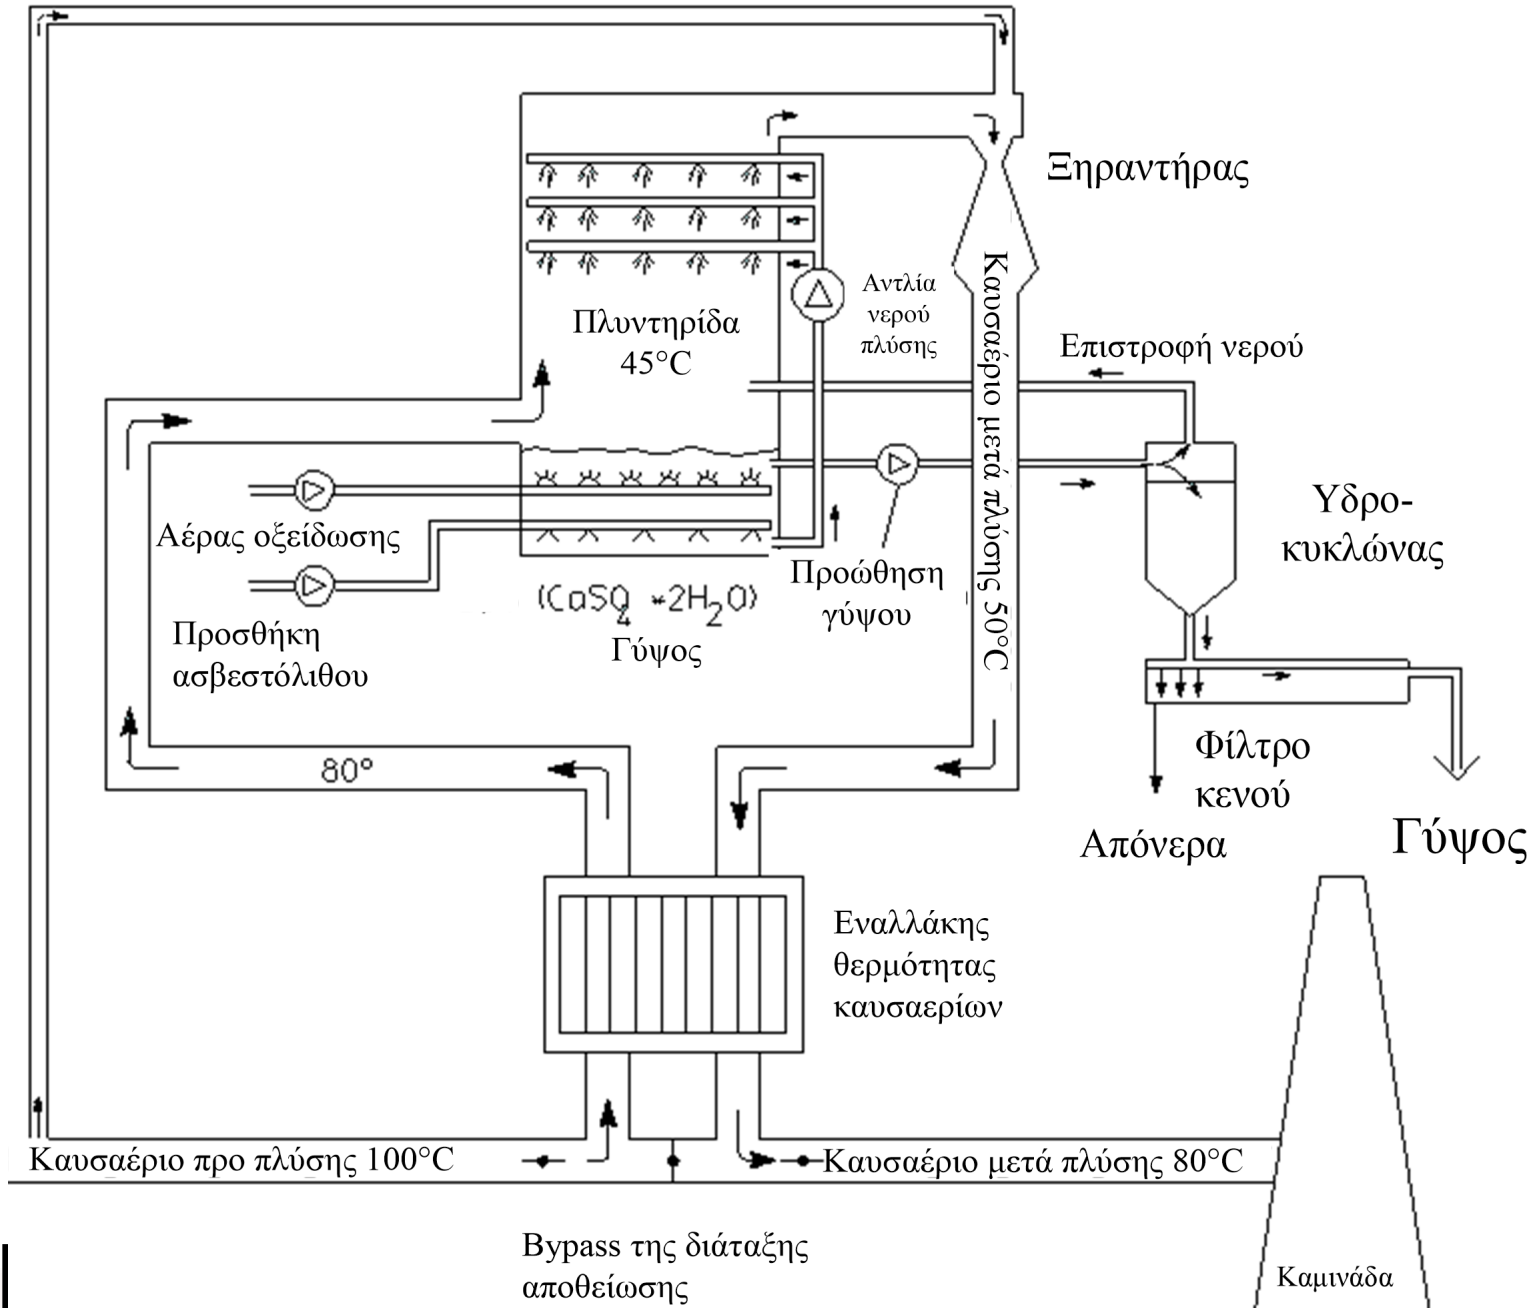 Ξηραντήρας
Αντλία
νερού
πλύσης
Πλυντηρίδα
45°C
Καυσαέριο μετά πλύσης 50°C
Επιστροφή νερού
Υδρο-
κυκλώνας
Αέρας οξείδωσης
Προώθηση
γύψου
(CaSO4 *2H2O)
Γύψος
Προσθήκη
ασβεστόλιθου
80°
Φίλτρο
κενού
Απόνερα
Γύψος
Εναλλάκης
θερμότητας
καυσαερίων
Καυσαέριο προ πλύσης 100°C
Καυσαέριο μετά πλύσης 80°C
Bypass της διάταξης
αποθείωσης
Καμινάδα